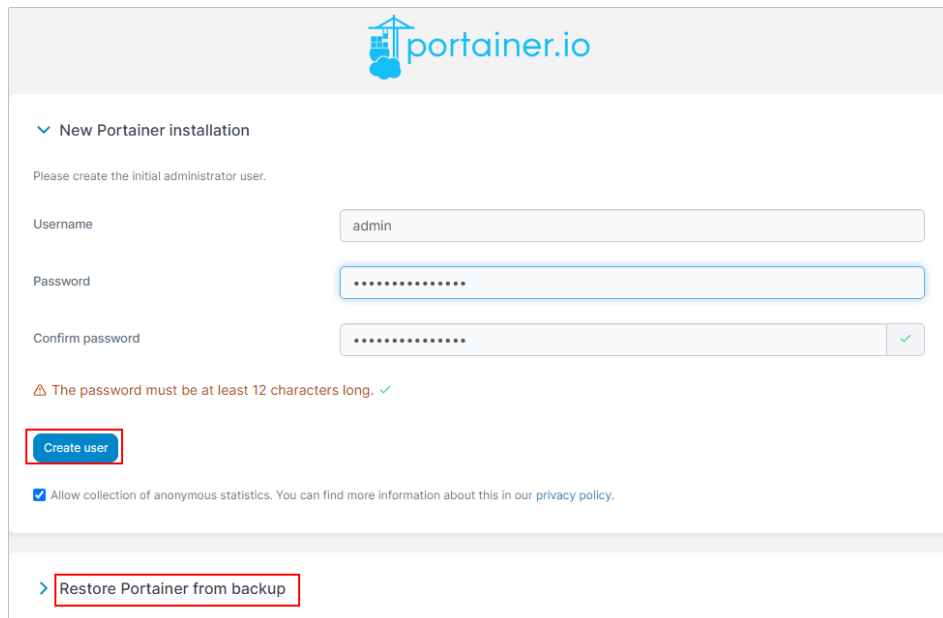 portainer.io
New Portainer installation
Please create the initial administrator user.
Username
admin
Password
•••••••••••••••
Confirm password
•••••••••••••••
The password must be at least 12 characters long.
Create user
Allow collection of anonymous statistics. You can find more information about this in our privacy policy.
Restore Portainer from backup